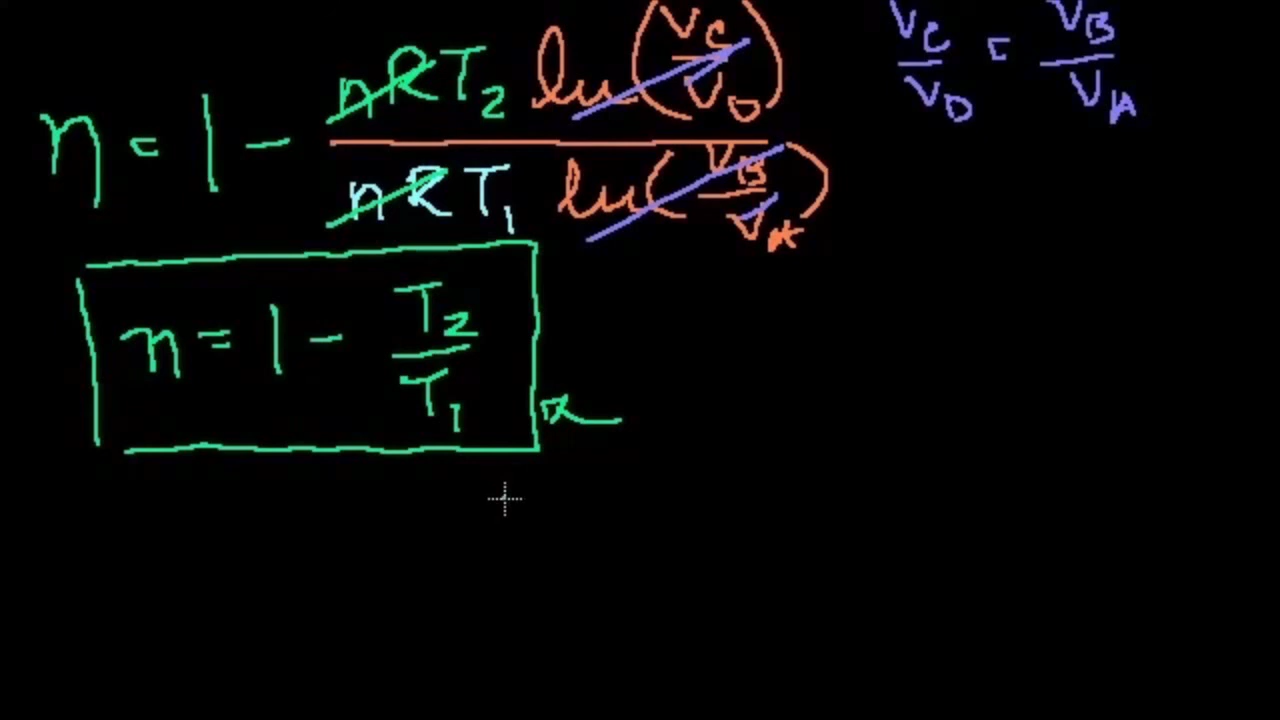 η = 1 - nRT₂ ln(V_C/V_D) / nRT₁ ln(V_B/V_A)
V_C/V_D = V_B/V_A
η = 1 - T₂/T₁